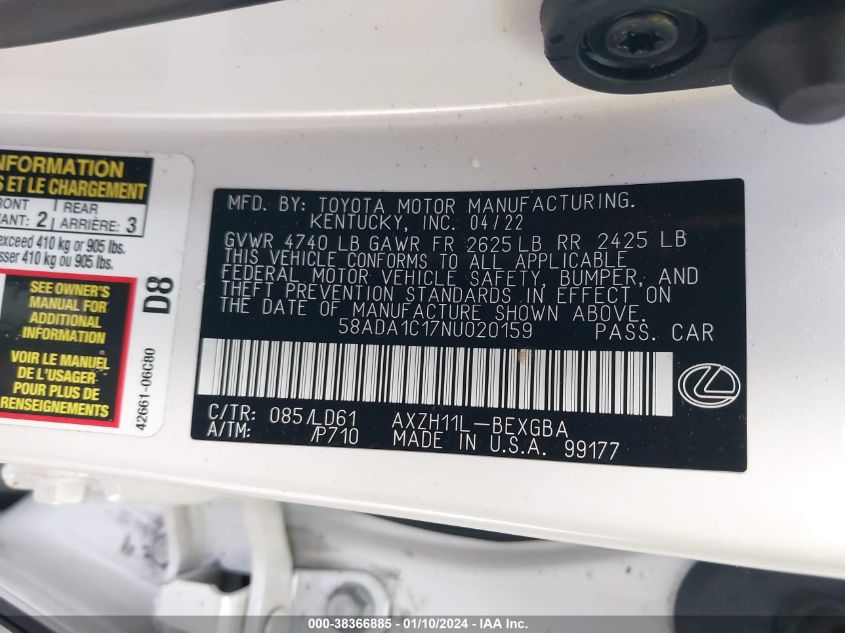 NFORMATION
S ET LE CHARGEMENT
RONT
VANT: 2
REAR
ARRIÈRE: 3
exceed 410 kg or 905 lbs.
sser 410 kg ou 905 lbs.
SEE OWNER'S
MANUAL FOR
ADDITIONAL
INFORMATION
VOIR LE MANUEL
DE L'USAGER
POUR PLUS DE
RENSEIGNEMENTS
D8
42661-06C80
MFD. BY: TOYOTA MOTOR MANUFACTURING.
KENTUCKY, INC. 04/22
GVWR 4740 LB GAWR FR 2625 LB RR 2425 LB
THIS VEHICLE CONFORMS TO ALL APPLICABLE
FEDERAL MOTOR VEHICLE SAFETY, BUMPER, AND
THEFT PREVENTION STANDARDS IN EFFECT ON
THE DATE OF MANUFACTURE SHOWN ABOVE.
58ADA1C17NU020159 PASS. CAR
C/TR: 085/LD61 AXZH11L-BEXGBA
A/TM: /P710 MADE IN U.S.A. 99177
000-38366885 / 01/10/2024 - IAA Inc.